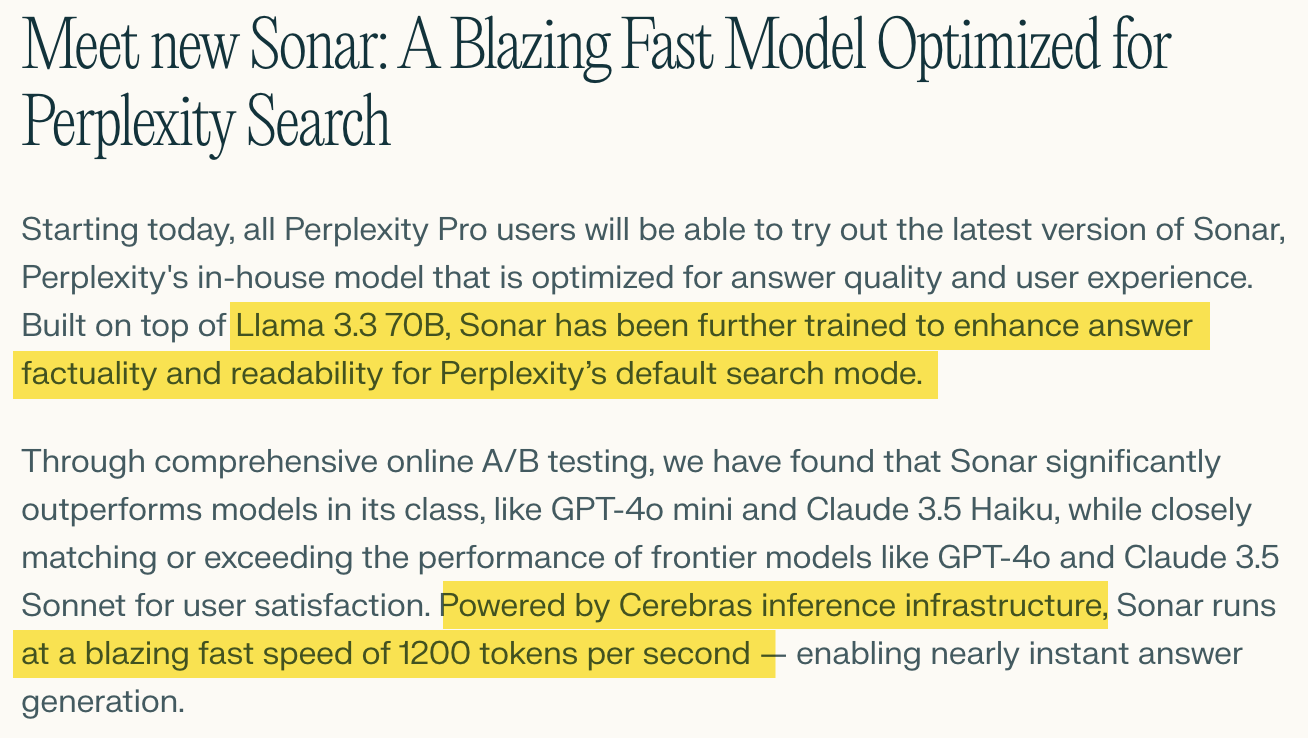 Meet new Sonar: A Blazing Fast Model Optimized for
Perplexity Search
Starting today, all Perplexity Pro users will be able to try out the latest version of Sonar,
Perplexity's in-house model that is optimized for answer quality and user experience.
Built on top of Llama 3.3 70B, Sonar has been further trained to enhance answer
factuality and readability for Perplexity’s default search mode.
Through comprehensive online A/B testing, we have found that Sonar significantly
outperforms models in its class, like GPT-4o mini and Claude 3.5 Haiku, while closely
matching or exceeding the performance of frontier models like GPT-4o and Claude 3.5
Sonnet for user satisfaction. Powered by Cerebras inference infrastructure, Sonar runs
at a blazing fast speed of 1200 tokens per second — enabling nearly instant answer
generation.